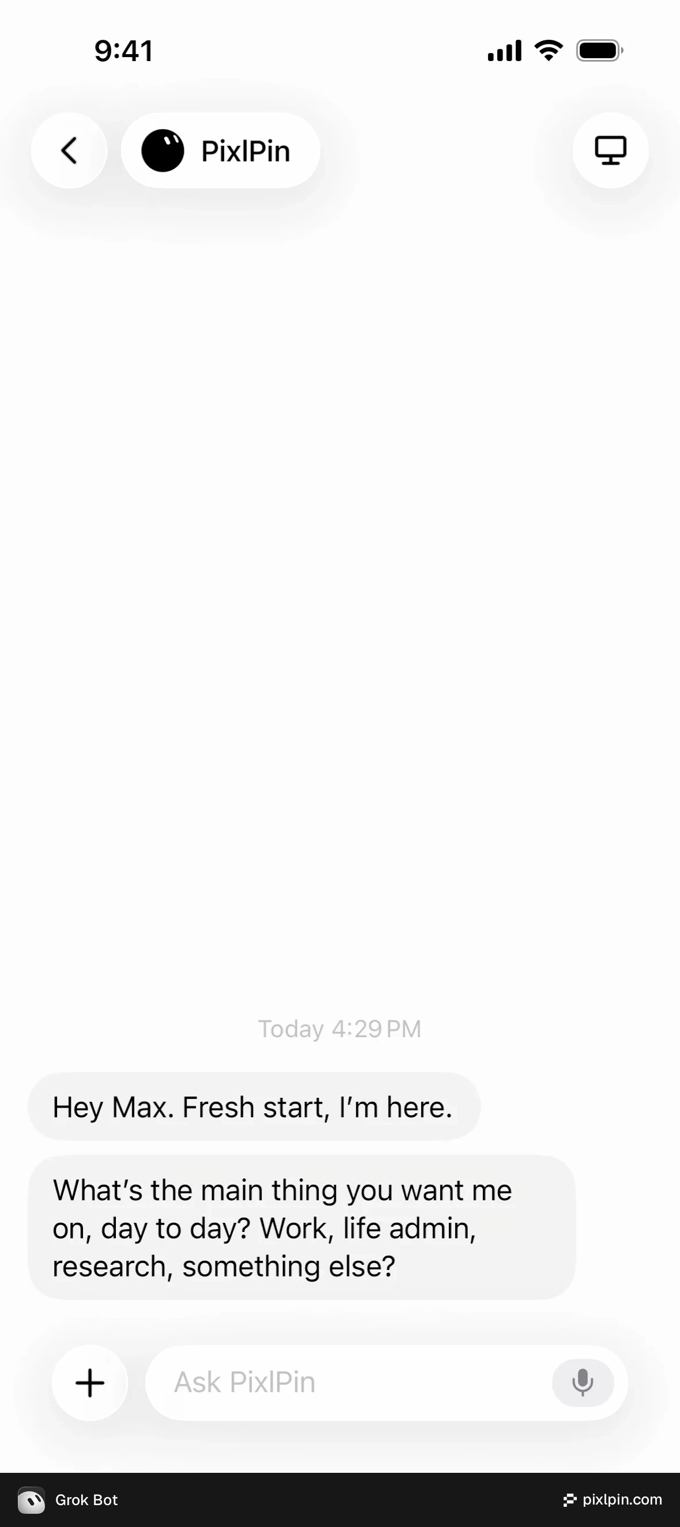 9:41
PixlPin
Today 4:29 PM
Hey Max. Fresh start, I’m here.
What’s the main thing you want me
on, day to day? Work, life admin,
research, something else?
Ask PixlPin
Grok Bot
pixlpin.com